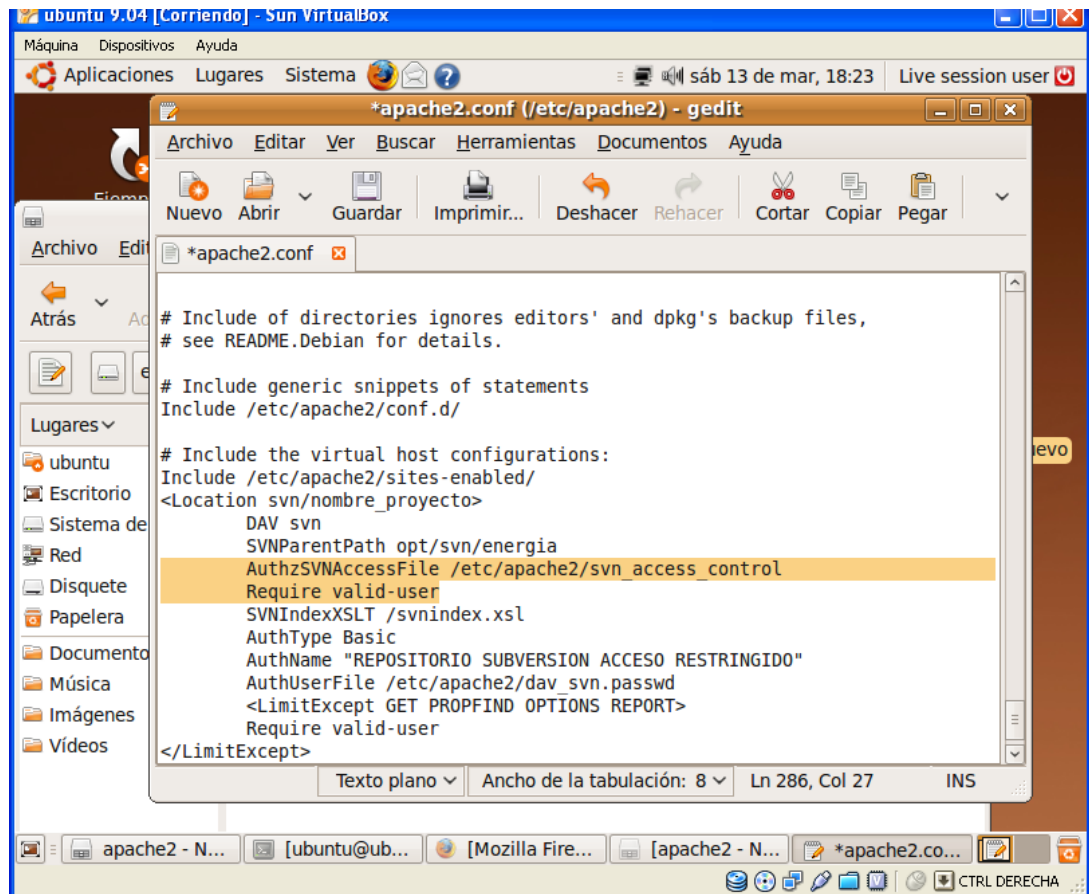 ubuntu 9.04 [Corriendo] - Sun VirtualBox
Máquina Dispositivos Ayuda
Aplicaciones Lugares Sistema sáb 13 de mar, 18:23 Live session user
*apache2.conf (/etc/apache2) - gedit
Archivo Editar Ver Buscar Herramientas Documentos Ayuda
Nuevo Abrir Guardar Imprimir... Deshacer Rehacer Cortar Copiar Pegar
*apache2.conf
# Include of directories ignores editors' and dpkg's backup files,
# see README.Debian for details.
# Include generic snippets of statements
Include /etc/apache2/conf.d/
# Include the virtual host configurations:
Include /etc/apache2/sites-enabled/
<Location svn/nombre_proyecto>
DAV svn
SVNParentPath opt/svn/energia
AuthzSVNAccessFile /etc/apache2/svn_access_control
Require valid-user
SVNIndexXSLT /svnindex.xsl
AuthType Basic
AuthName "REPOSITORIO SUBVERSION ACCESO RESTRINGIDO"
AuthUserFile /etc/apache2/dav_svn.passwd
<LimitExcept GET PROPFIND OPTIONS REPORT>
Require valid-user
</LimitExcept>
Texto plano Ancho de la tabulación: 8 Ln 286, Col 27 INS
Archivo Edit
Atrás
Lugares
ubuntu
Escritorio
Sistema de
Red
Disquete
Papelera
Documento
Música
Imágenes
Vídeos
apache2 - N... [ubuntu@ub... [Mozilla Fire... [apache2 - N... *apache2.co...
CTRL DERECHA